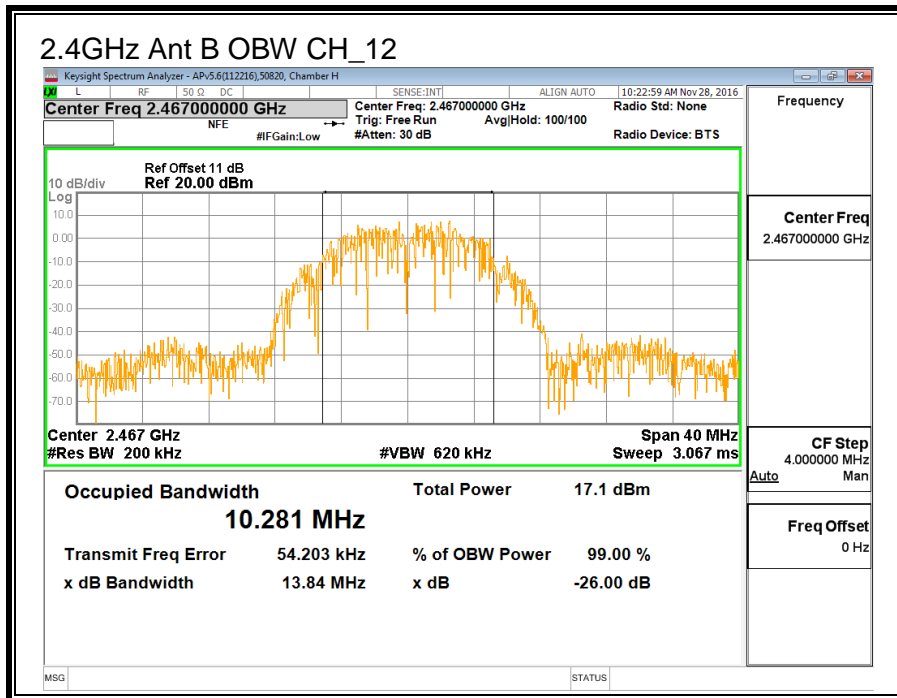 2.4GHz Ant B OBW CH_12
Keysight Spectrum Analyzer - APv5.6(112216),50820, Chamber H
LXI L RF 50 Ω DC SENSE:INT ALIGN AUTO 10:22:59 AM Nov 28, 2016
Center Freq 2.467000000 GHz
NFE
#IFGain:Low
Center Freq: 2.467000000 GHz
Trig: Free Run Avg|Hold: 100/100
#Atten: 30 dB
Radio Std: None
Radio Device: BTS
Ref Offset 11 dB
10 dB/div Ref 20.00 dBm
Log
10.0
0.00
-10.0
-20.0
-30.0
-40.0
-50.0
-60.0
-70.0
Center 2.467 GHz Span 40 MHz
#Res BW 200 kHz #VBW 620 kHz Sweep 3.067 ms
Occupied Bandwidth Total Power 17.1 dBm
10.281 MHz
Transmit Freq Error 54.203 kHz % of OBW Power 99.00 %
x dB Bandwidth 13.84 MHz x dB -26.00 dB
Frequency
Center Freq
2.467000000 GHz
CF Step
4.000000 MHz
Auto Man
Freq Offset
0 Hz
MSG STATUS